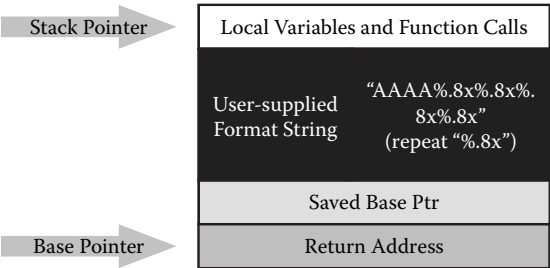 Stack Pointer
Local Variables and Function Calls
User-supplied
Format String
“AAAA%.8x%.8x%.
8x%.8x”
(repeat “%.8x”)
Saved Base Ptr
Base Pointer
Return Address